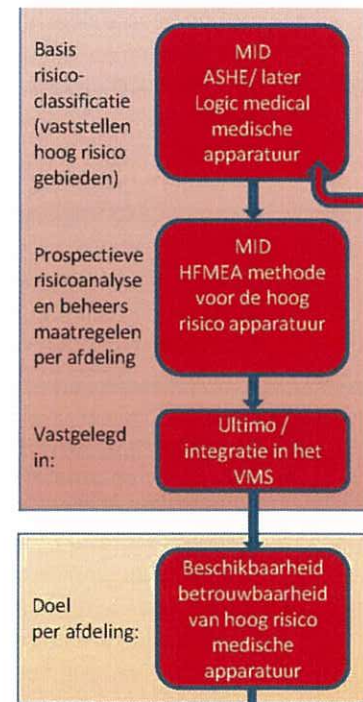 Basis
risico-
classificatie
(vaststellen
hoog risico
gebieden)
MID
ASHE/ later
Logic medical
medische
apparatuur
Prospectieve
risicoanalyse
en beheers
maatregelen
per afdeling
MID
HFMEA methode
voor de hoog
risico apparatuur
Vastgelegd
in:
Ultimo /
integratie in het
VMS
Doel
per afdeling:
Beschikbaarheid
betrouwbaarheid
van hoog risico
medische
apparatuur